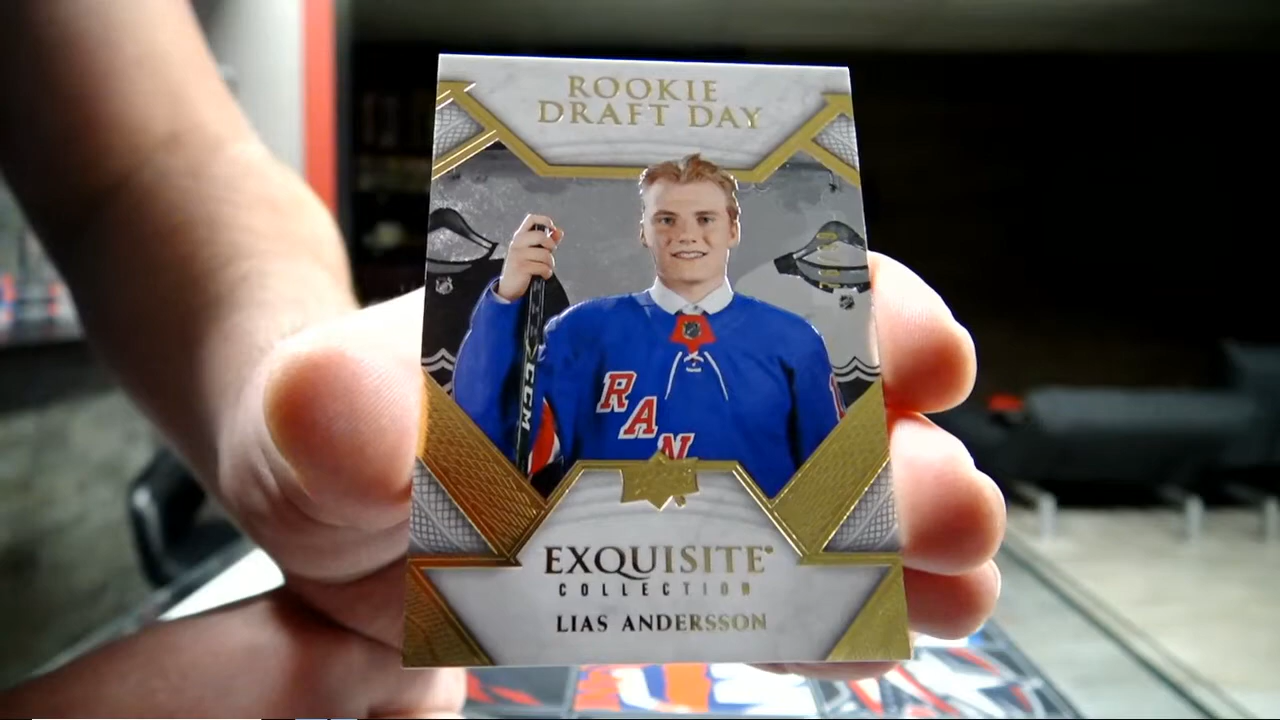 ROOKIE
DRAFT DAY
CCM
RAN
EXQUISITE
COLLECTION
LIAS ANDERSSON